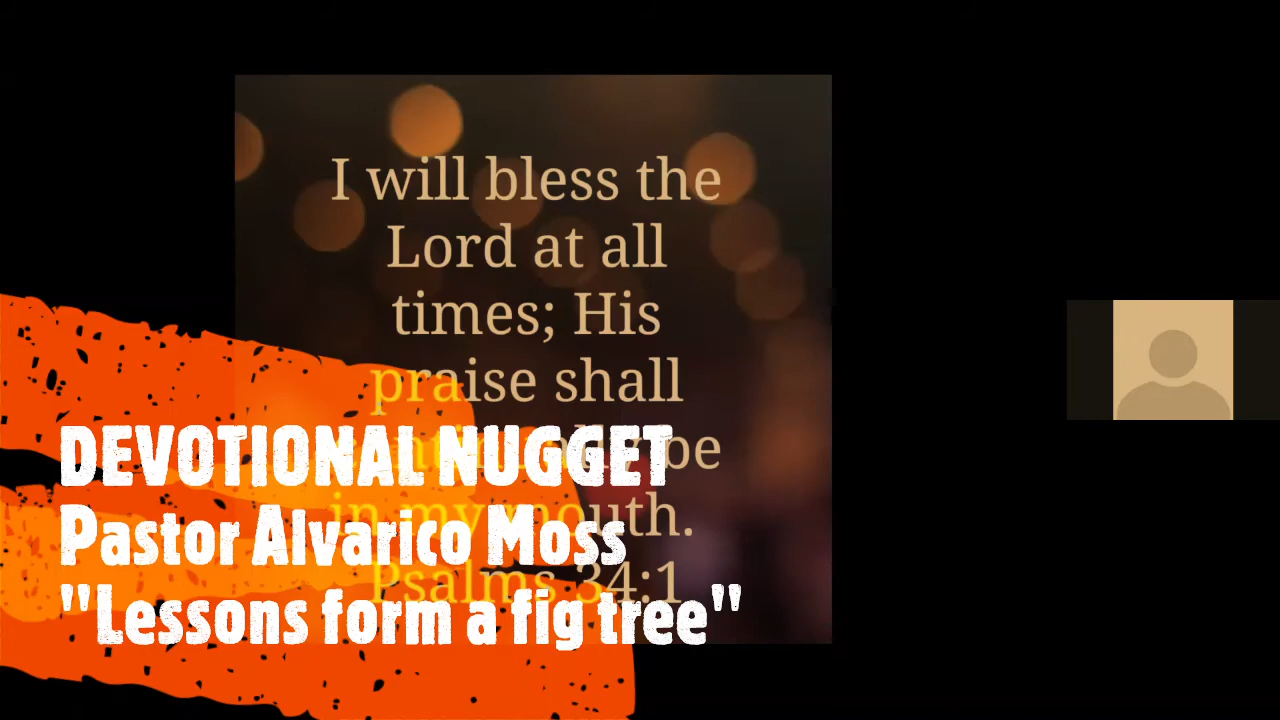 I will bless the
Lord at all
times; His
praise shall
be
in my mouth.
Psalms 34:1
DEVOTIONAL NUGGET
Pastor Alvarico Moss
"Lessons form a fig tree"